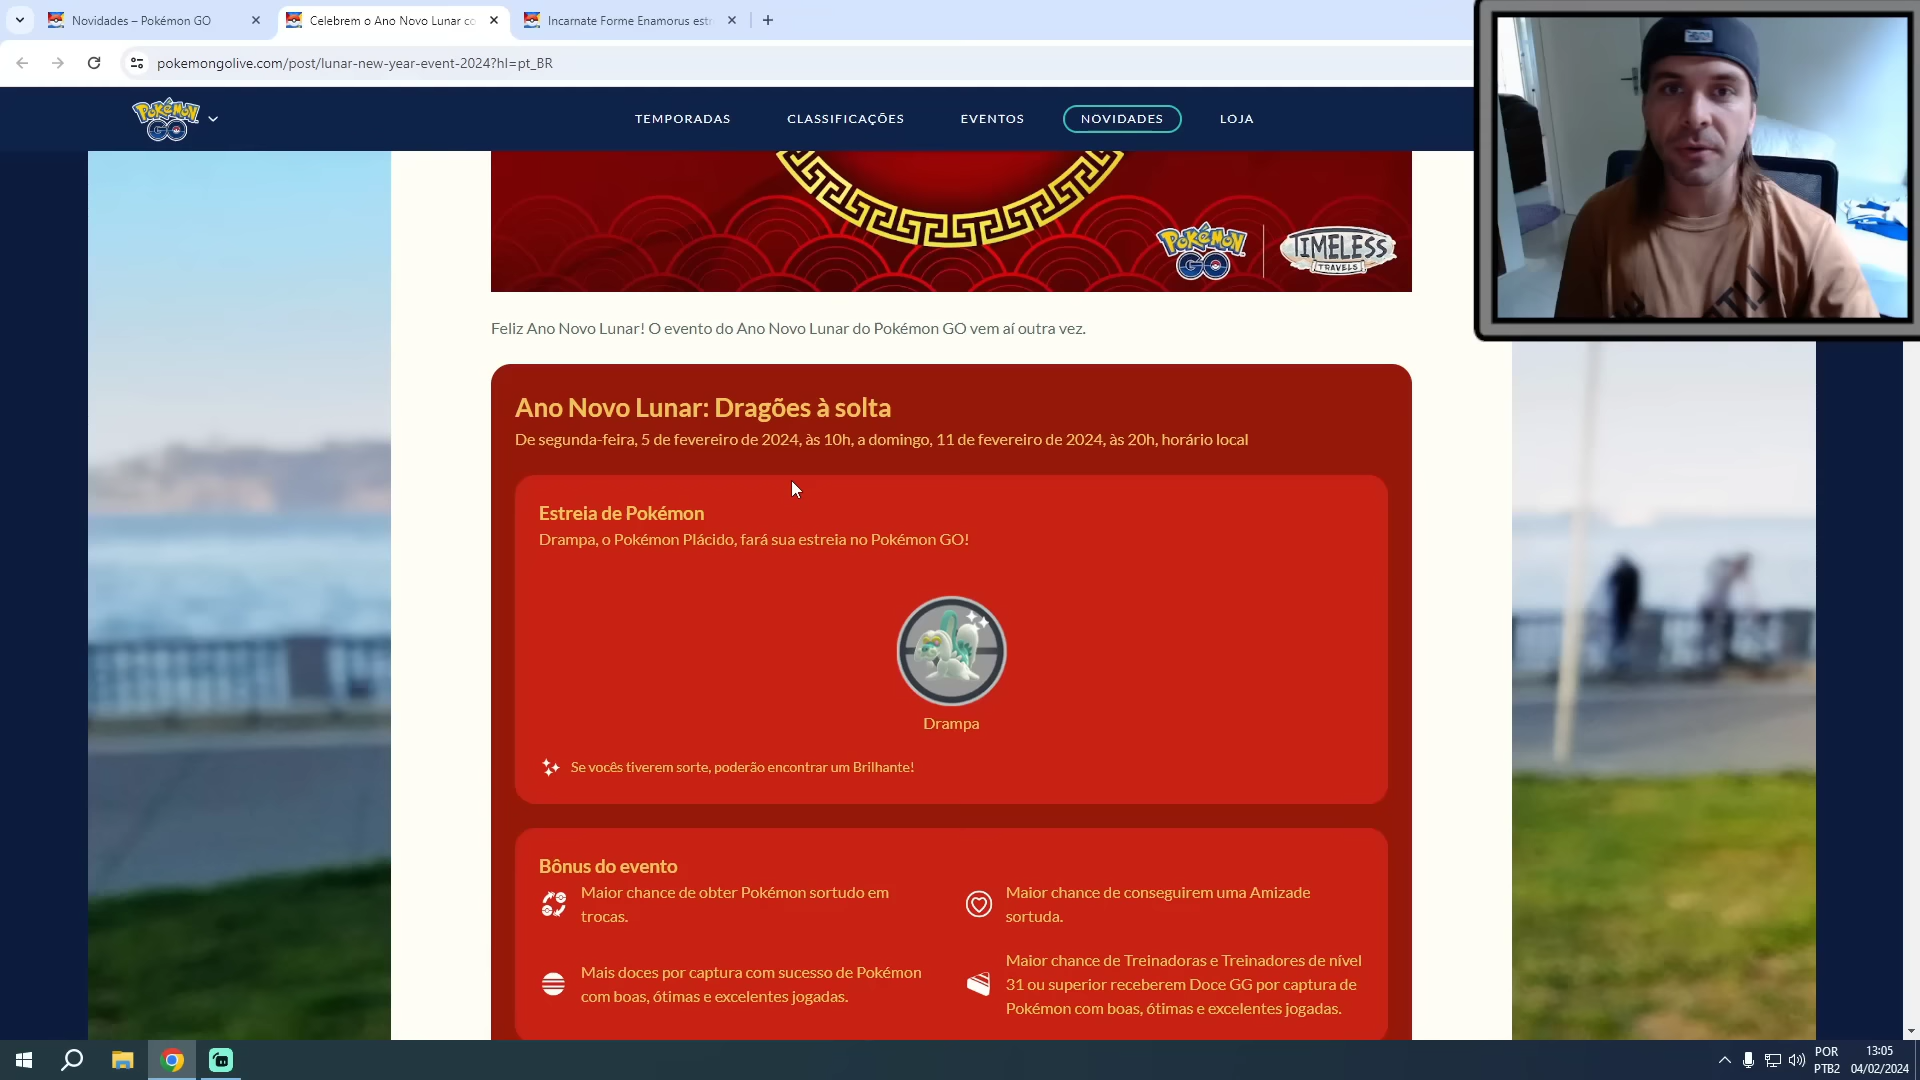 Novidades – Pokémon GO
Celebrem o Ano Novo Lunar co
Incarnate Forme Enamorus estr
pokemongolive.com/post/lunar-new-year-event-2024?hl=pt_BR
Pokémon GO
TEMPORADAS
CLASSIFICAÇÕES
EVENTOS
NOVIDADES
LOJA
Pokémon GO
TIMELESS
TRAVELS
Feliz Ano Novo Lunar! O evento do Ano Novo Lunar do Pokémon GO vem aí outra vez.
Ano Novo Lunar: Dragões à solta
De segunda-feira, 5 de fevereiro de 2024, às 10h, a domingo, 11 de fevereiro de 2024, às 20h, horário local
Estreia de Pokémon
Drampa, o Pokémon Plácido, fará sua estreia no Pokémon GO!
Drampa
Se vocês tiverem sorte, poderão encontrar um Brilhante!
Bônus do evento
Maior chance de obter Pokémon sortudo em
trocas.
Maior chance de conseguirem uma Amizade
sortuda.
Mais doces por captura com sucesso de Pokémon
com boas, ótimas e excelentes jogadas.
Maior chance de Treinadoras e Treinadores de nível
31 ou superior receberem Doce GG por captura de
Pokémon com boas, ótimas e excelentes jogadas.
POR
PTB2
13:05
04/02/2024